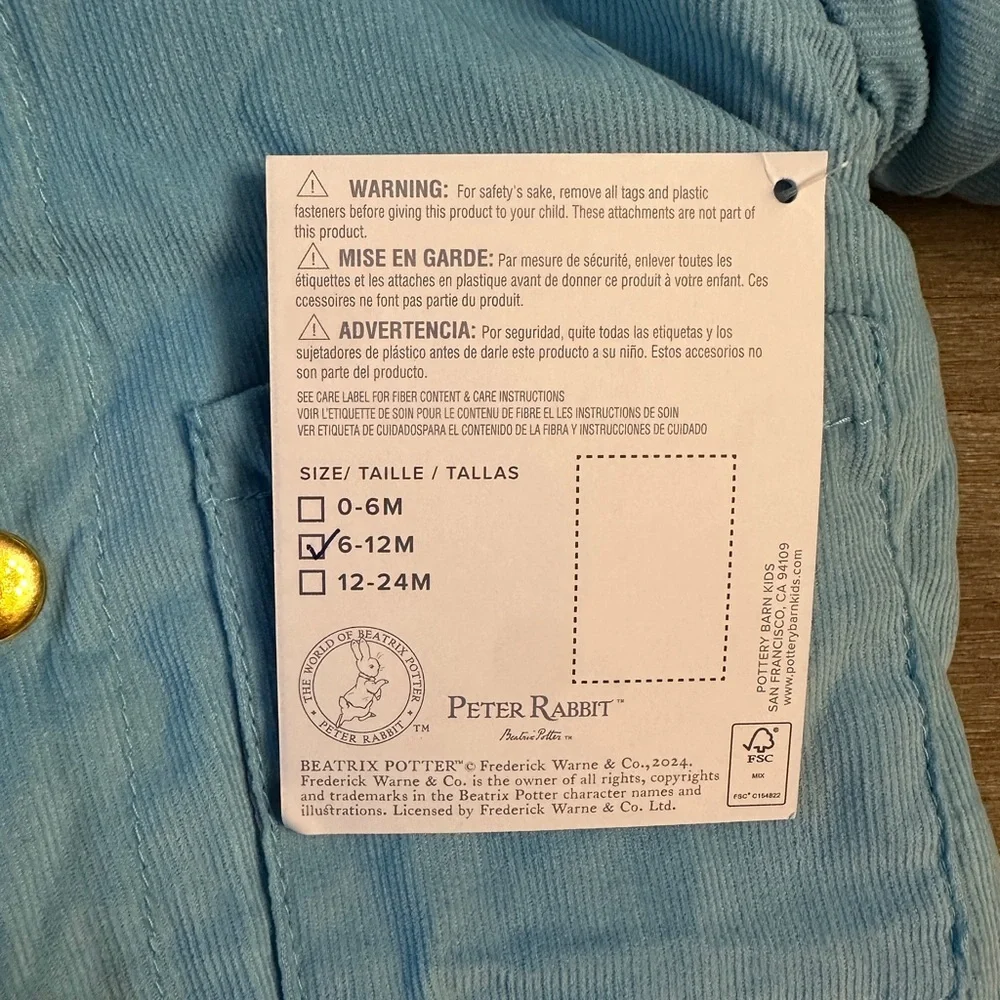 WARNING: For safety's sake, remove all tags and plastic
fasteners before giving this product to your child. These attachments are not part of
this product.
MISE EN GARDE: Par mesure de sécurité, enlever toutes les
étiquettes et les attaches en plastique avant de donner ce produit à votre enfant. Ces
ccessoires ne font pas partie du produit.
ADVERTENCIA: Por seguridad, quite todas las etiquetas y los
sujetadores de plástico antes de darle este producto a su niño. Estos accesorios no
son parte del producto.
SEE CARE LABEL FOR FIBER CONTENT & CARE INSTRUCTIONS
VOIR L'ETIQUETTE DE SOIN POUR LE CONTENU DE FIBRE EL LES INSTRUCTIONS DE SOIN
VER ETIQUETA DE CUIDADOSPARA EL CONTENIDO DE LA FIBRA Y INSTRUCCIONES DE CUIDADO
SIZE/ TAILLE / TALLAS
0-6M
6-12M
12-24M
POTTERY BARN KIDS
SAN FRANCISCO, CA 94109
www.potterybarnkids.com
THE WORLD OF BEATRIX POTTER
PETER RABBIT
TM
PETER RABBIT™
Beatrix Potter TM
FSC®
MIX
FSC® C154822
BEATRIX POTTER™ © Frederick Warne & Co., 2024.
Frederick Warne & Co. is the owner of all rights, copyrights
and trademarks in the Beatrix Potter character names and
illustrations. Licensed by Frederick Warne & Co. Ltd.